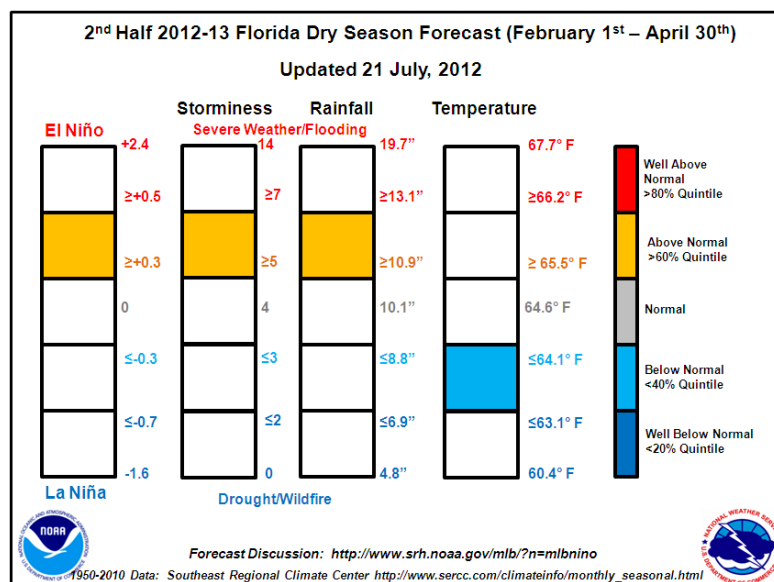 2nd Half 2012-13 Florida Dry Season Forecast (February 1st – April 30th)
Updated 21 July, 2012
Storminess Rainfall Temperature
El Niño Severe Weather/Flooding
+2.4 14 19.7” 67.7° F
Well Above
Normal
>80% Quintile
≥+0.5 ≥7 ≥13.1” ≥66.2° F
Above Normal
>60% Quintile
≥+0.3 ≥5 ≥10.9” ≥ 65.5° F
0 4 10.1” 64.6° F Normal
≤-0.3 ≤3 ≤8.8” ≤64.1° F
Below Normal
<40% Quintile
≤-0.7 ≤2 ≤6.9” ≤63.1° F
Well Below Normal
<20% Quintile
-1.6 0 4.8” 60.4° F
La Niña Drought/Wildfire
NOAA
NATIONAL WEATHER SERVICE
Forecast Discussion: http://www.srh.noaa.gov/mlb/?n=mlbnino
1950-2010 Data: Southeast Regional Climate Center http://www.sercc.com/climateinfo/monthly_seasonal.html